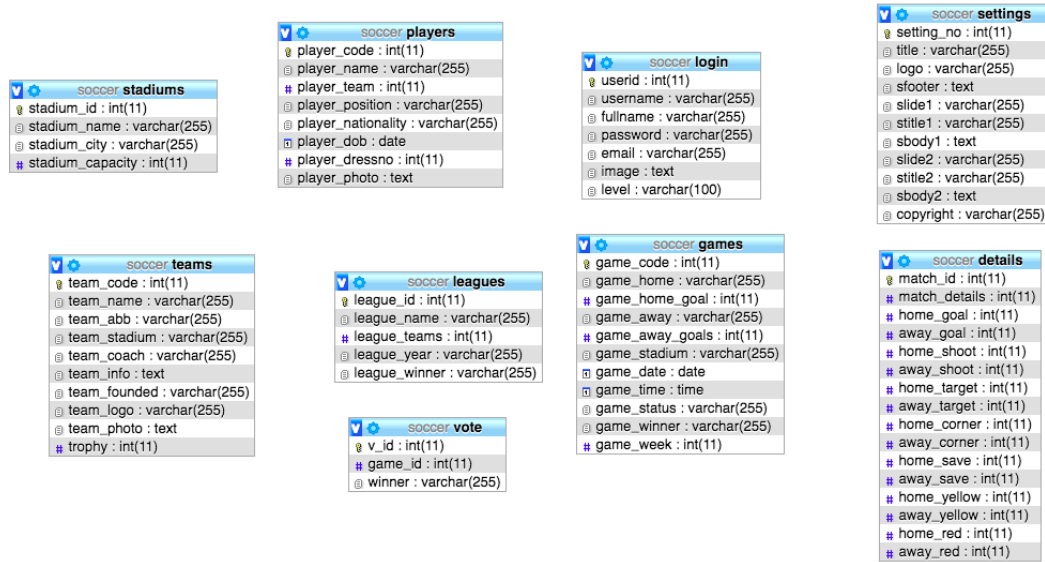 soccer stadiums
stadium_id : int(11)
stadium_name : varchar(255)
stadium_city : varchar(255)
stadium_capacity : int(11)
soccer players
player_code : int(11)
player_name : varchar(255)
player_team : int(11)
player_position : varchar(255)
player_nationality : varchar(255)
player_dob : date
player_dressno : int(11)
player_photo : text
soccer login
userid : int(11)
username : varchar(255)
fullname : varchar(255)
password : varchar(255)
email : varchar(255)
image : text
level : varchar(100)
soccer settings
setting_no : int(11)
title : varchar(255)
logo : varchar(255)
sfooter : text
slide1 : varchar(255)
stitle1 : varchar(255)
sbody1 : text
slide2 : varchar(255)
stitle2 : varchar(255)
sbody2 : text
copyright : varchar(255)
soccer teams
team_code : int(11)
team_name : varchar(255)
team_abb : varchar(255)
team_stadium : varchar(255)
team_coach : varchar(255)
team_info : text
team_founded : varchar(255)
team_logo : varchar(255)
team_photo : text
trophy : int(11)
soccer leagues
league_id : int(11)
league_name : varchar(255)
league_teams : int(11)
league_year : varchar(255)
league_winner : varchar(255)
soccer vote
v_id : int(11)
game_id : int(11)
winner : varchar(255)
soccer games
game_code : int(11)
game_home : varchar(255)
game_home_goal : int(11)
game_away : varchar(255)
game_away_goals : int(11)
game_stadium : varchar(255)
game_date : date
game_time : time
game_status : varchar(255)
game_winner : varchar(255)
game_week : int(11)
soccer details
match_id : int(11)
match_details : int(11)
home_goal : int(11)
away_goal : int(11)
home_shoot : int(11)
away_shoot : int(11)
home_target : int(11)
away_target : int(11)
home_corner : int(11)
away_corner : int(11)
home_save : int(11)
away_save : int(11)
home_yellow : int(11)
away_yellow : int(11)
home_red : int(11)
away_red : int(11)